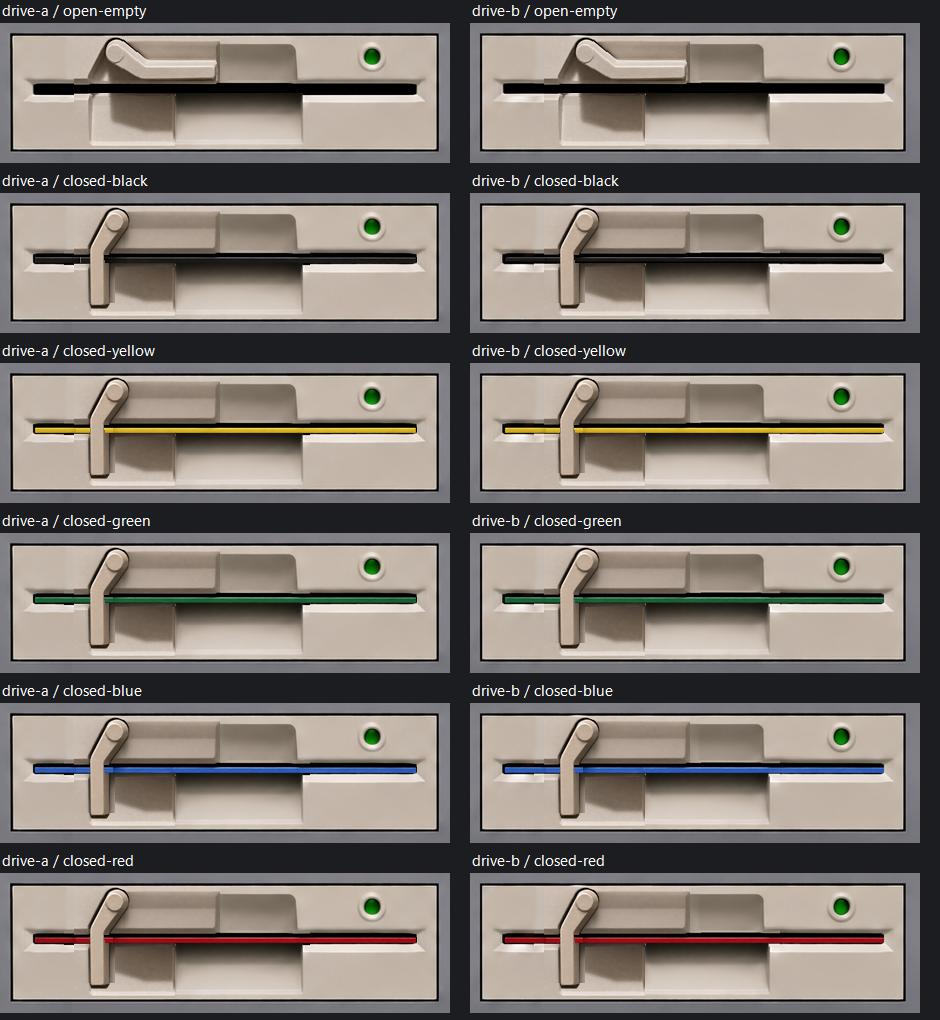 drive-a / open-empty
drive-b / open-empty
drive-a / closed-black
drive-b / closed-black
drive-a / closed-yellow
drive-b / closed-yellow
drive-a / closed-green
drive-b / closed-green
drive-a / closed-blue
drive-b / closed-blue
drive-a / closed-red
drive-b / closed-red